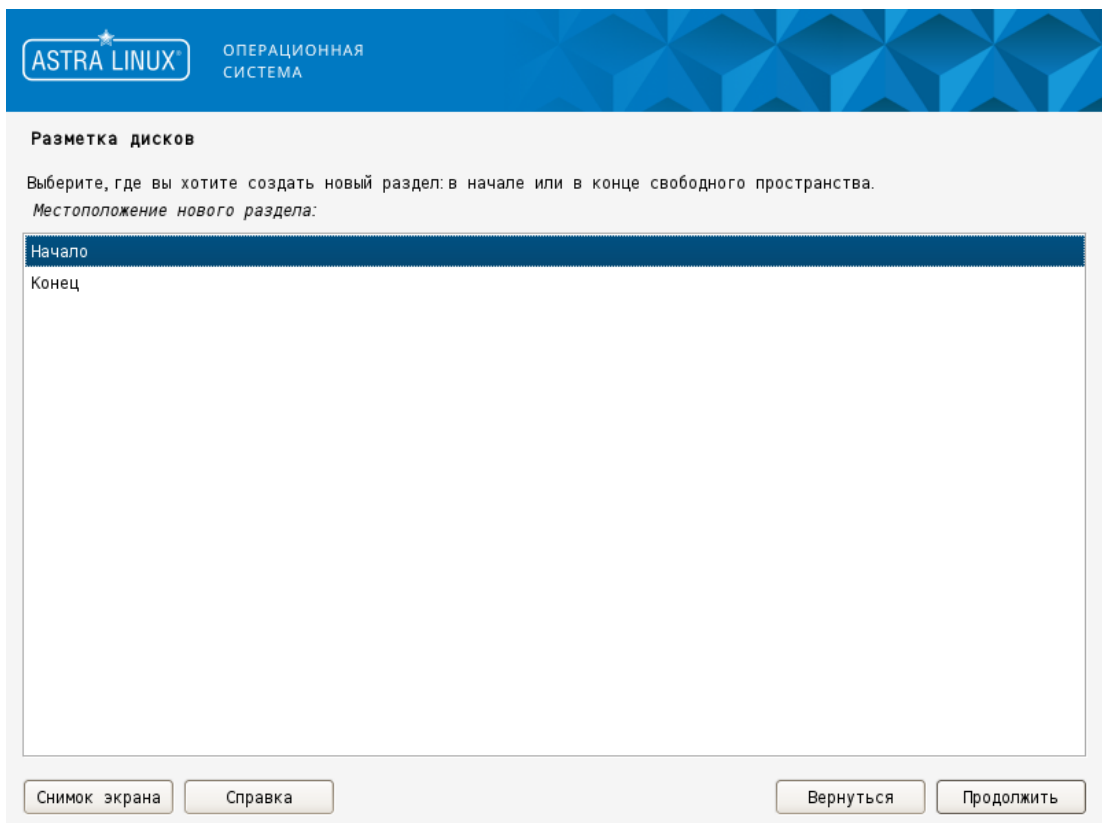 ASTRA LINUX®
ОПЕРАЦИОННАЯ
СИСТЕМА
Разметка дисков
Выберите, где вы хотите создать новый раздел: в начале или в конце свободного пространства.
Местоположение нового раздела:
Начало
Конец
Снимок экрана
Справка
Вернуться
Продолжить